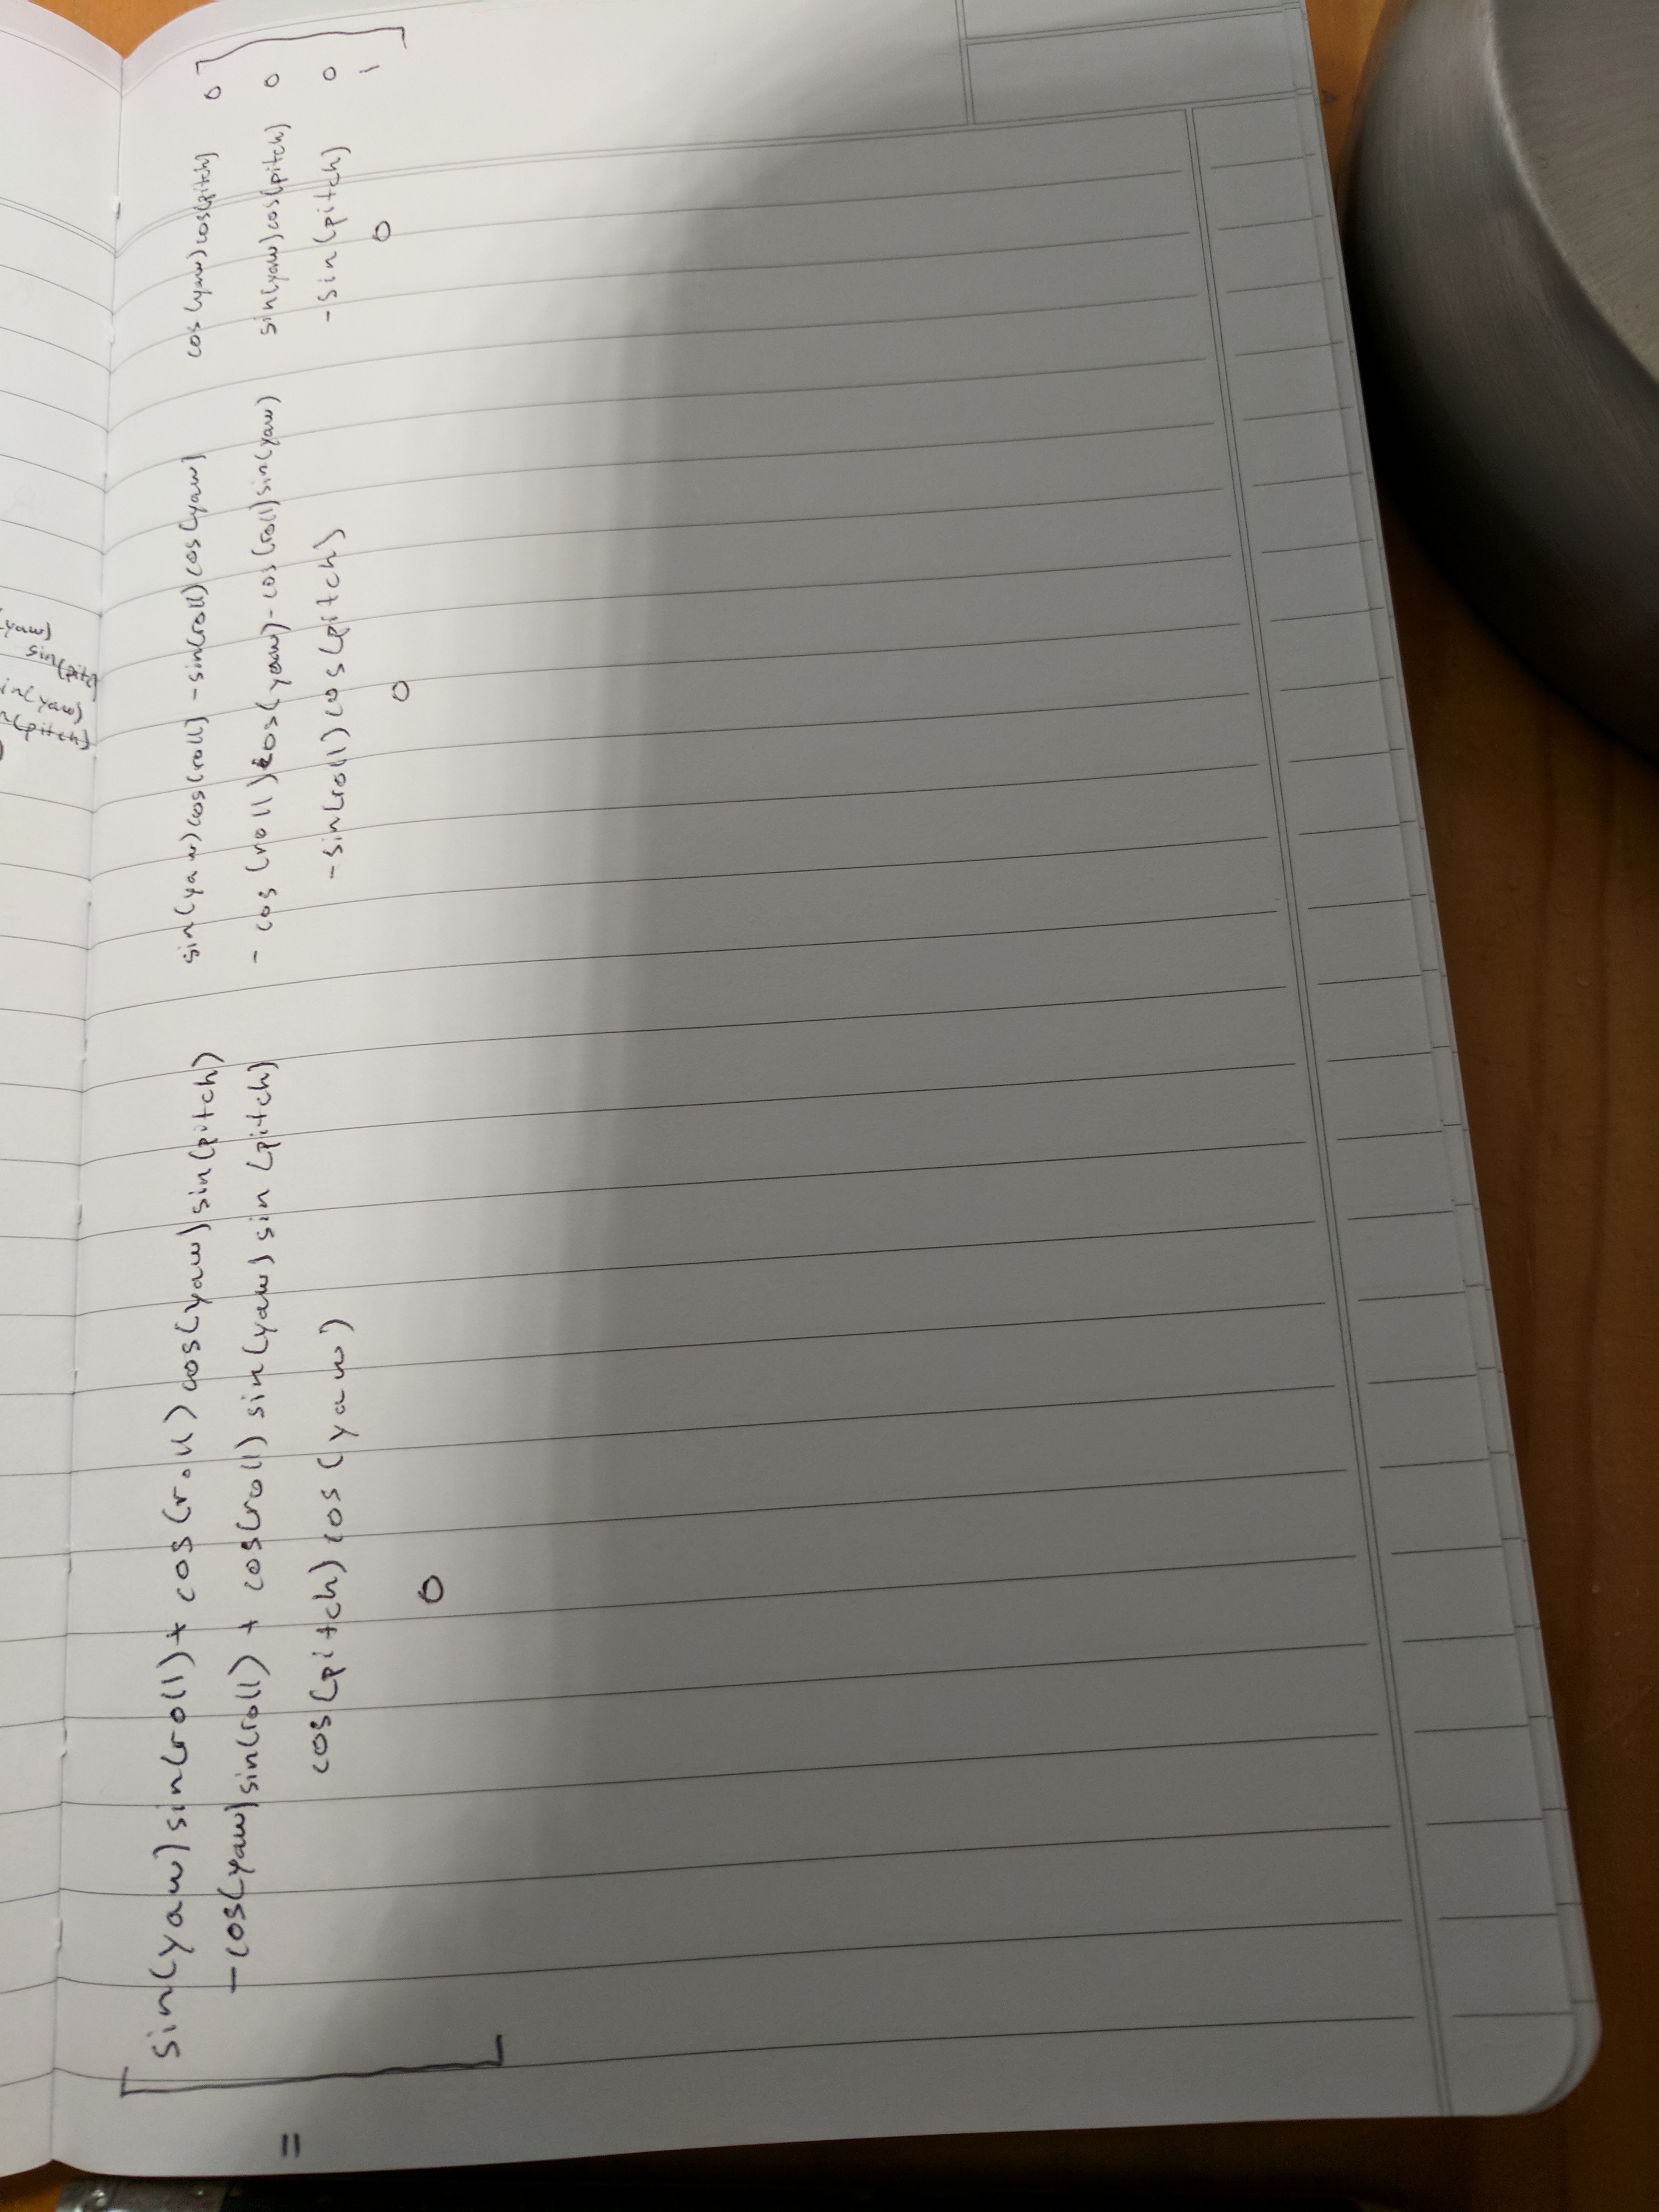 (yaw)
sin(pitc
in(yaw)
n(pitch)
)
= [ sin(yaw)sin(roll)+ cos(roll) cos(yaw)sin(pitch) sin(yaw)cos(roll) -sin(roll)cos(yaw) cos(yaw)cos(pitch) 0 ]
-cos(yaw)sin(roll) + cos(roll) sin(yaw) sin (pitch) - cos (roll) cos(yaw) - cos (roll)sin(yaw) sin(yaw)cos(pitch) 0
cos(pitch) cos (yaw) -sin(roll) cos (pitch) -sin(pitch) 0
0 0 0 1